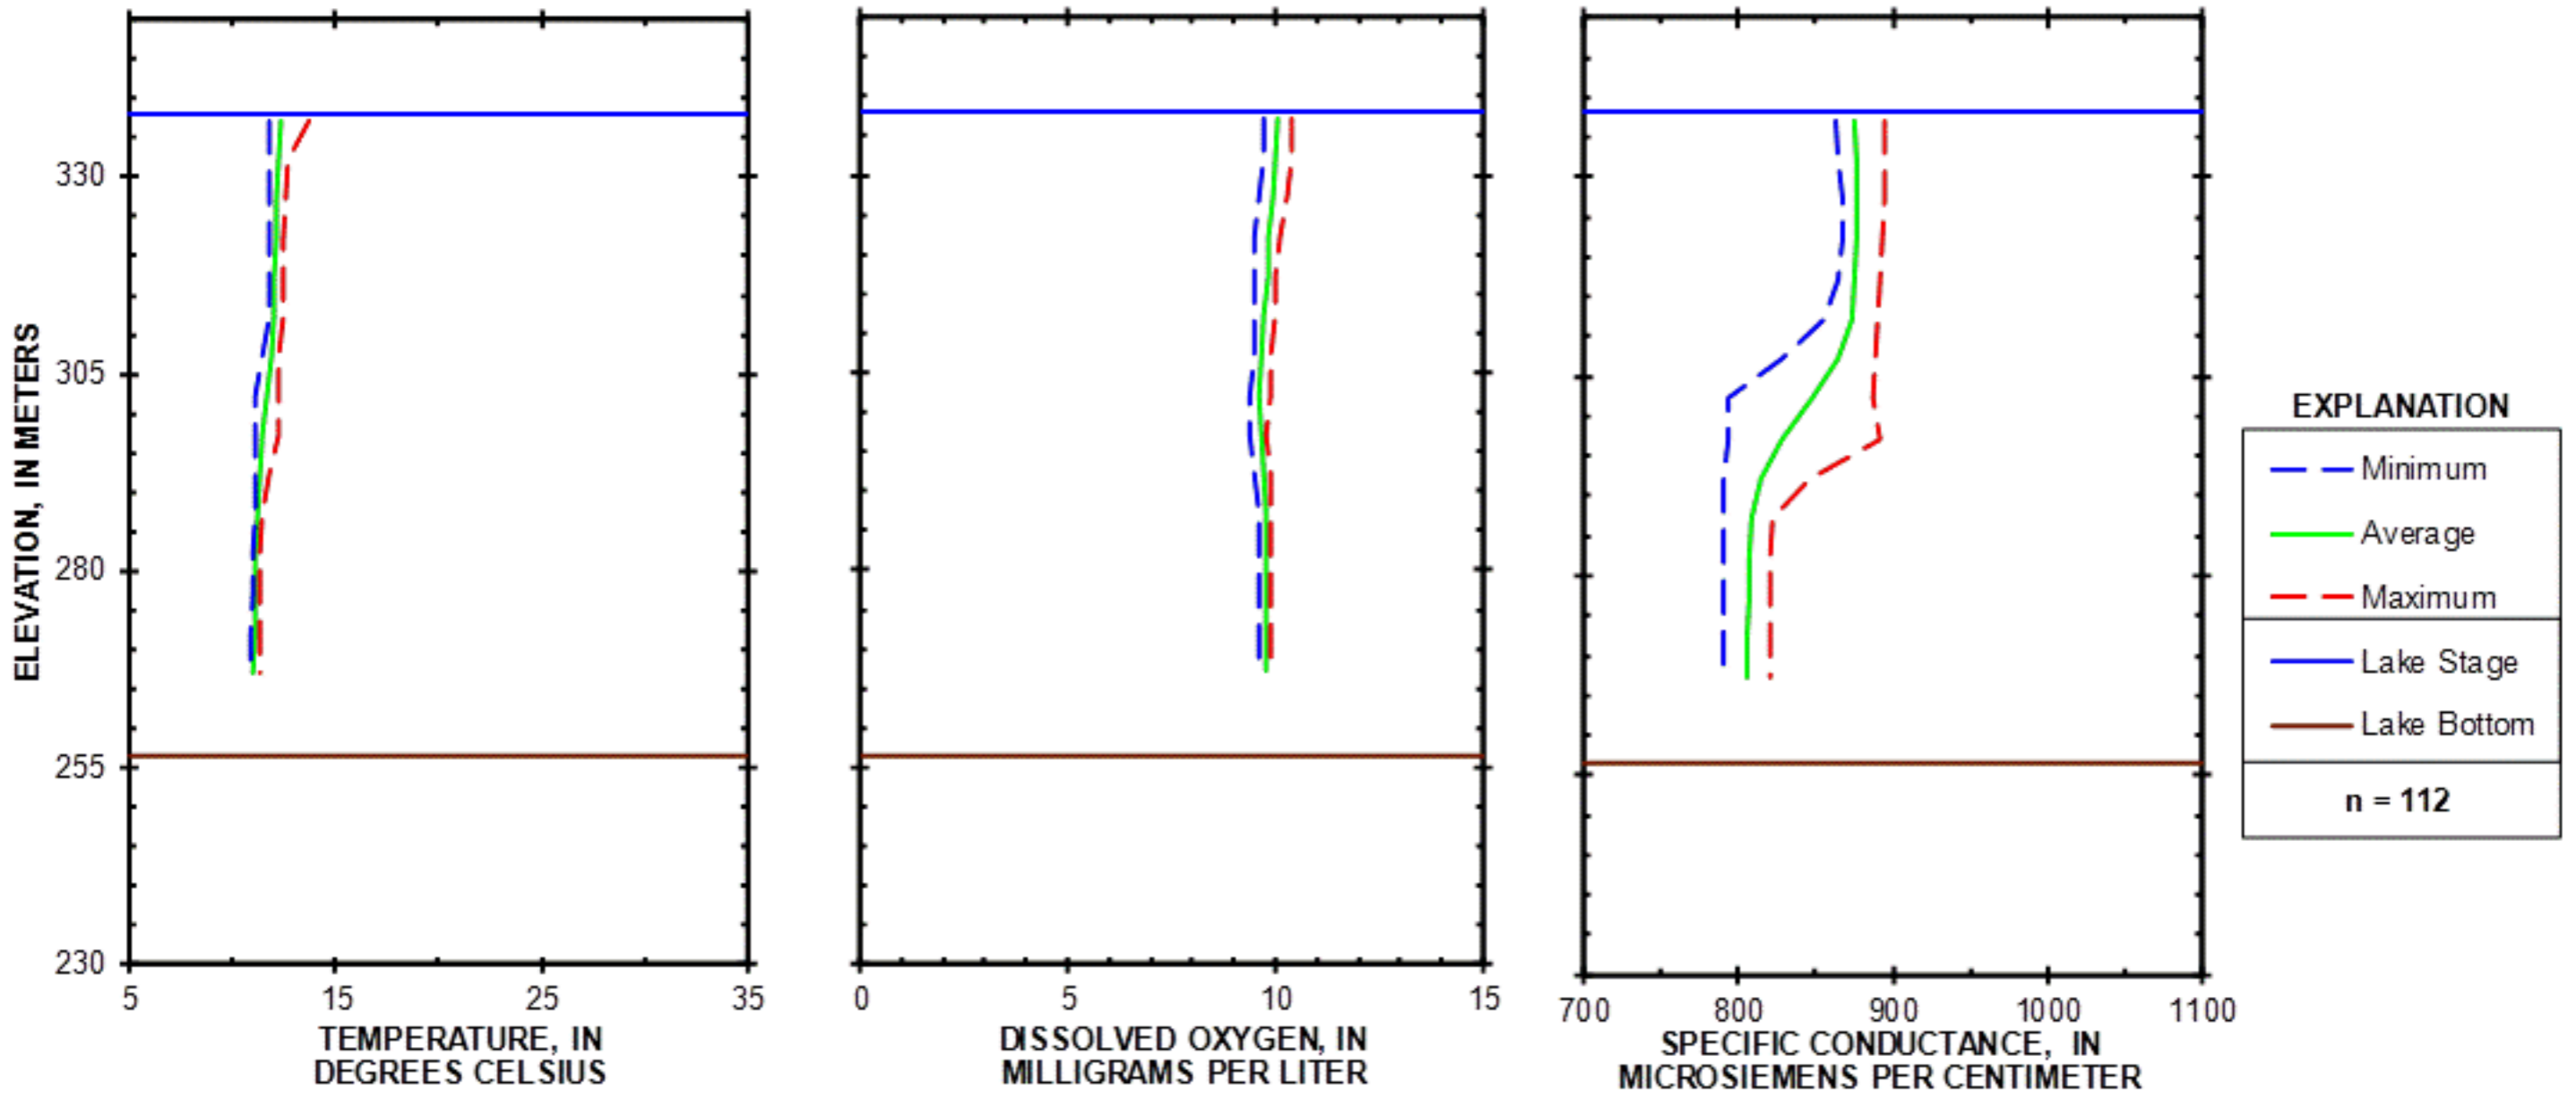 ELEVATION, IN METERS
330
305
280
255
230
5 15 25 35
TEMPERATURE, IN
DEGREES CELSIUS
0 5 10 15
DISSOLVED OXYGEN, IN
MILLIGRAMS PER LITER
700 800 900 1000 1100
SPECIFIC CONDUCTANCE, IN
MICROSIEMENS PER CENTIMETER
EXPLANATION
Minimum
Average
Maximum
Lake Stage
Lake Bottom
n = 112